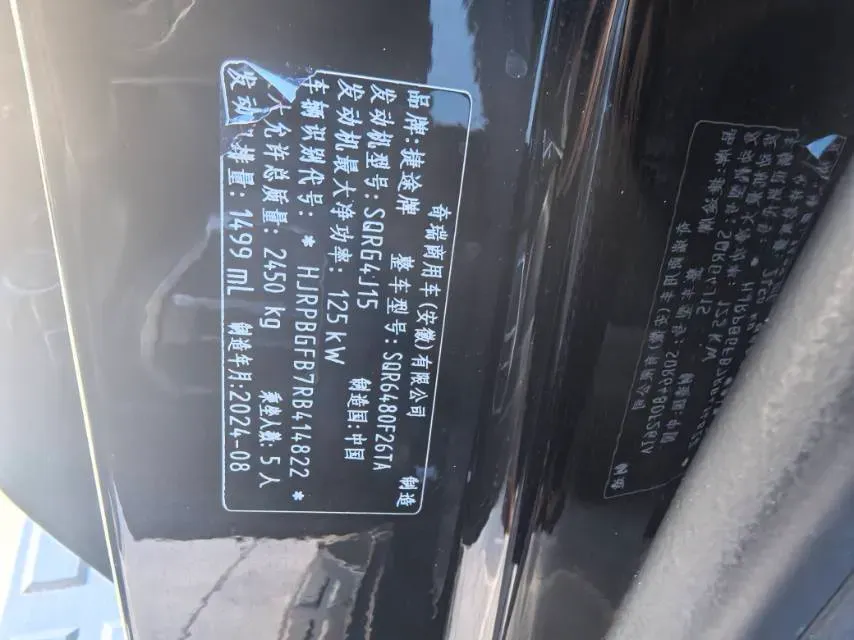 奇瑞商用车(安徽)有限公司 制造
品牌:捷途牌 整车型号:SQR6480F26TA
发动机型号:SQRG4J15 制造国:中国
发动机最大净功率: 125 kW
车辆识别代号: * HJRPBGFB7RB414822 *
大允许总质量: 2450 kg 乘坐人数: 5 人
发动 排量: 1499 mL 制造年月:2024-08